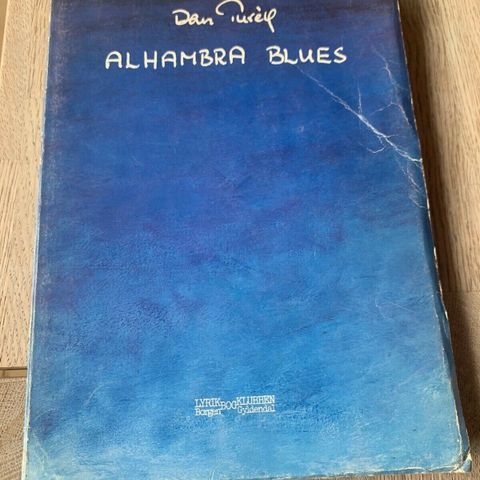 Dan Turèll
ALHAMBRA BLUES
LYRIKBOGKLUBBEN
Borgen Gyldendal